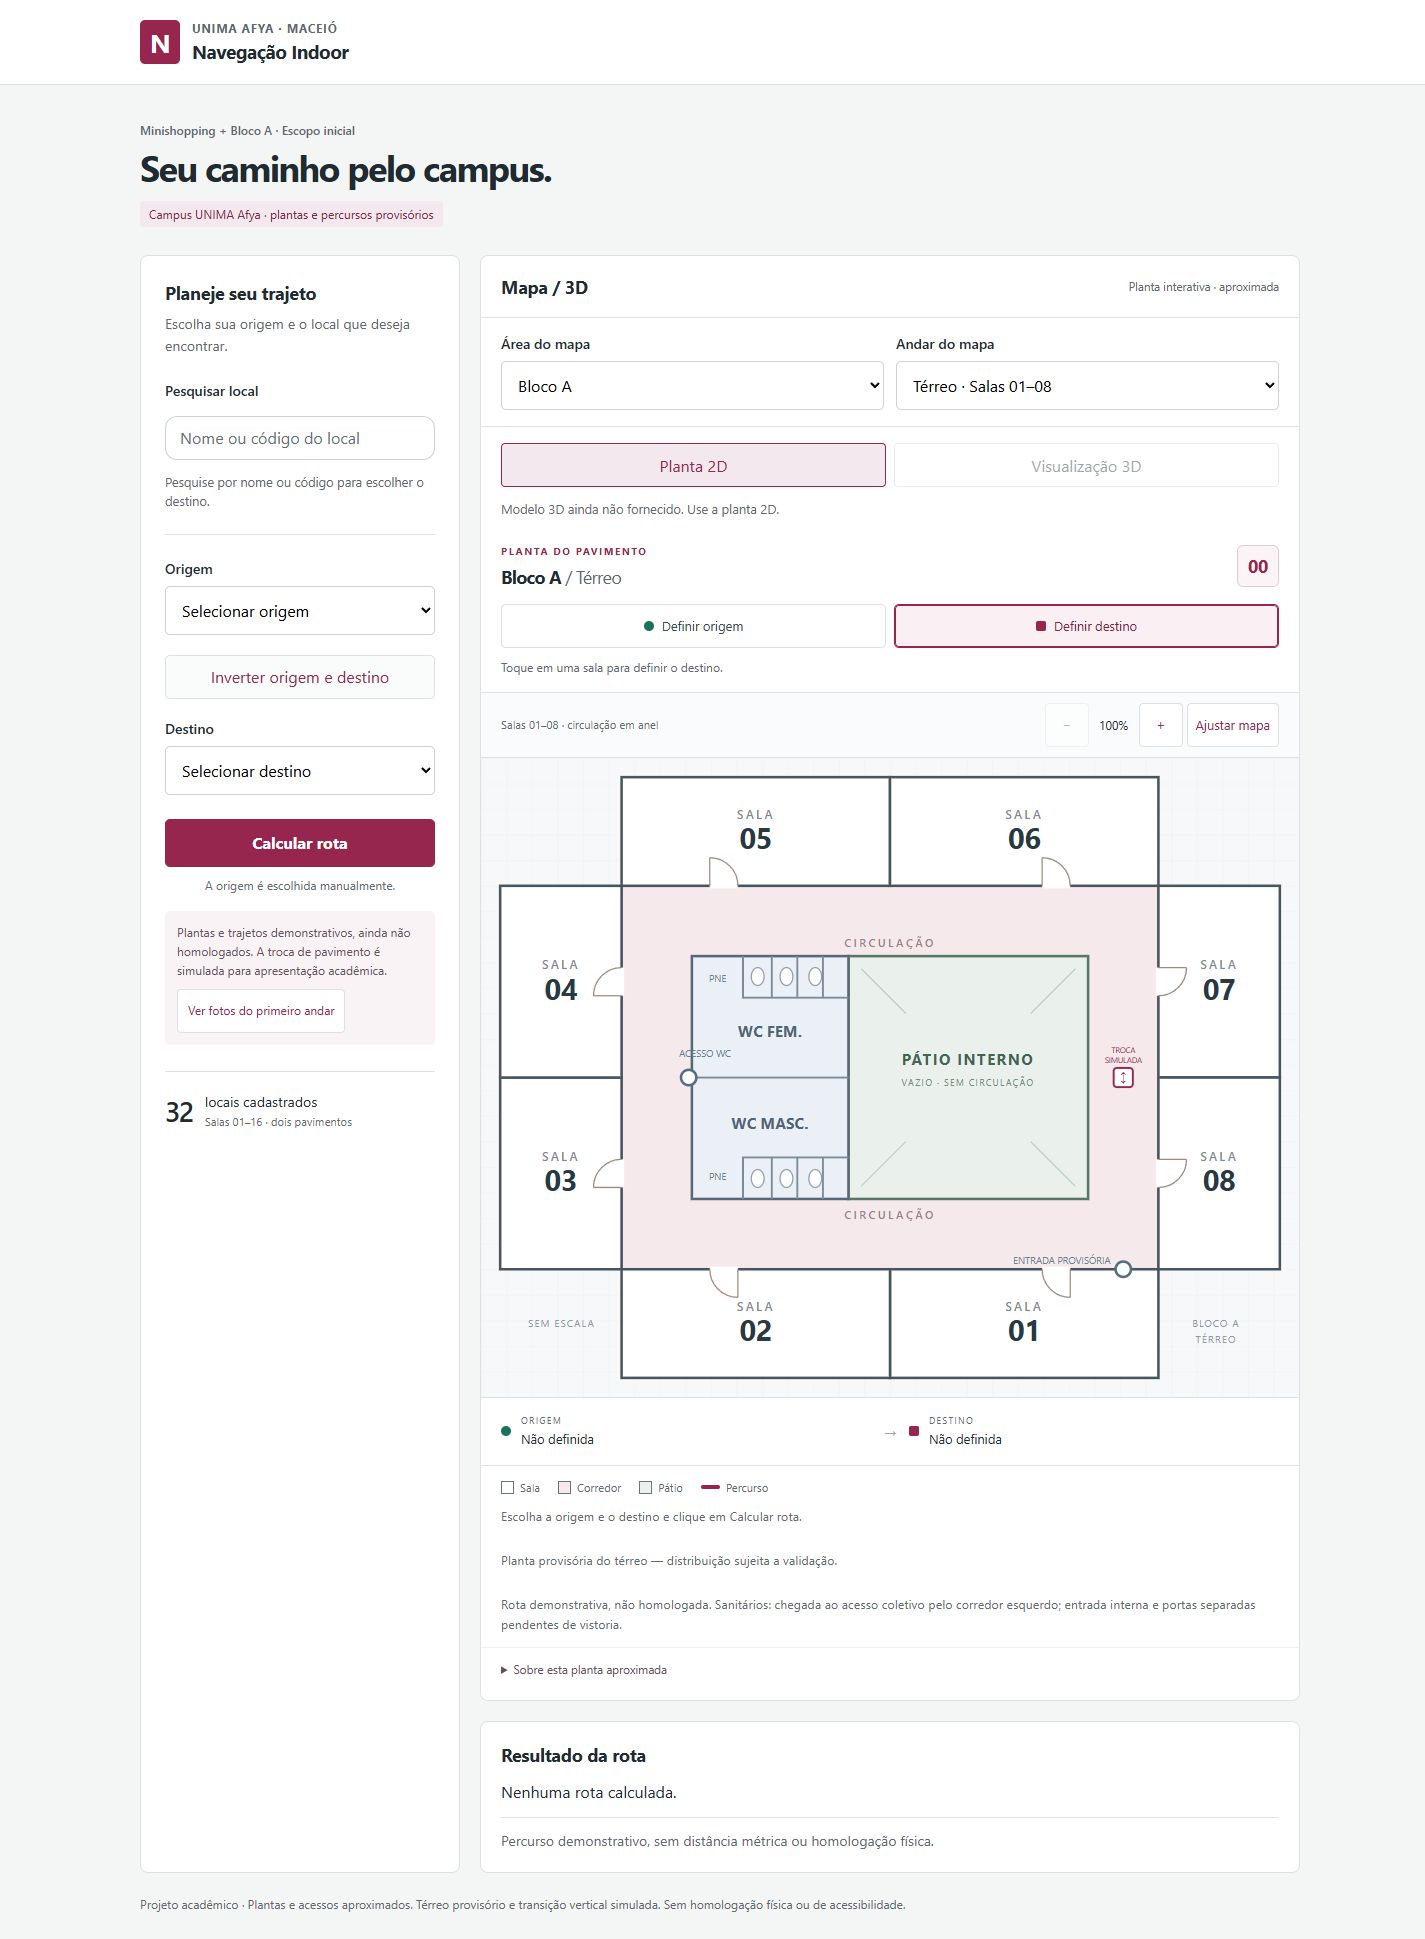 N
UNIMA AFYA · MACEIÓ
Navegação Indoor
Minishopping + Bloco A · Escopo inicial
Seu caminho pelo campus.
Campus UNIMA Afya · plantas e percursos provisórios
Planeje seu trajeto
Escolha sua origem e o local que deseja
encontrar.
Pesquisar local
Nome ou código do local
Pesquise por nome ou código para escolher o
destino.
Origem
Selecionar origem
Inverter origem e destino
Destino
Selecionar destino
Calcular rota
A origem é escolhida manualmente.
Plantas e trajetos demonstrativos, ainda não
homologados. A troca de pavimento é
simulada para apresentação acadêmica.
Ver fotos do primeiro andar
32
locais cadastrados
Salas 01–16 · dois pavimentos
Mapa / 3D
Planta interativa · aproximada
Área do mapa
Andar do mapa
Bloco A
Térreo · Salas 01–08
Planta 2D
Visualização 3D
Modelo 3D ainda não fornecido. Use a planta 2D.
PLANTA DO PAVIMENTO
Bloco A / Térreo
00
Definir origem
Definir destino
Toque em uma sala para definir o destino.
Salas 01–08 · circulação em anel
−
100%
+
Ajustar mapa
SALA
05
SALA
06
CIRCULAÇÃO
SALA
04
SALA
07
PNE
WC FEM.
ACESSO WC
PÁTIO INTERNO
VAZIO · SEM CIRCULAÇÃO
TROCA
SIMULADA
WC MASC.
PNE
SALA
03
SALA
08
CIRCULAÇÃO
ENTRADA PROVISÓRIA
SALA
02
SALA
01
SEM ESCALA
BLOCO A
TÉRREO
ORIGEM
Não definida
→
DESTINO
Não definida
Sala
Corredor
Pátio
Percurso
Escolha a origem e o destino e clique em Calcular rota.
Planta provisória do térreo — distribuição sujeita a validação.
Rota demonstrativa, não homologada. Sanitários: chegada ao acesso coletivo pelo corredor esquerdo; entrada interna e portas separadas
pendentes de vistoria.
Sobre esta planta aproximada
Resultado da rota
Nenhuma rota calculada.
Percurso demonstrativo, sem distância métrica ou homologação física.
Projeto acadêmico · Plantas e acessos aproximados. Térreo provisório e transição vertical simulada. Sem homologação física ou de acessibilidade.